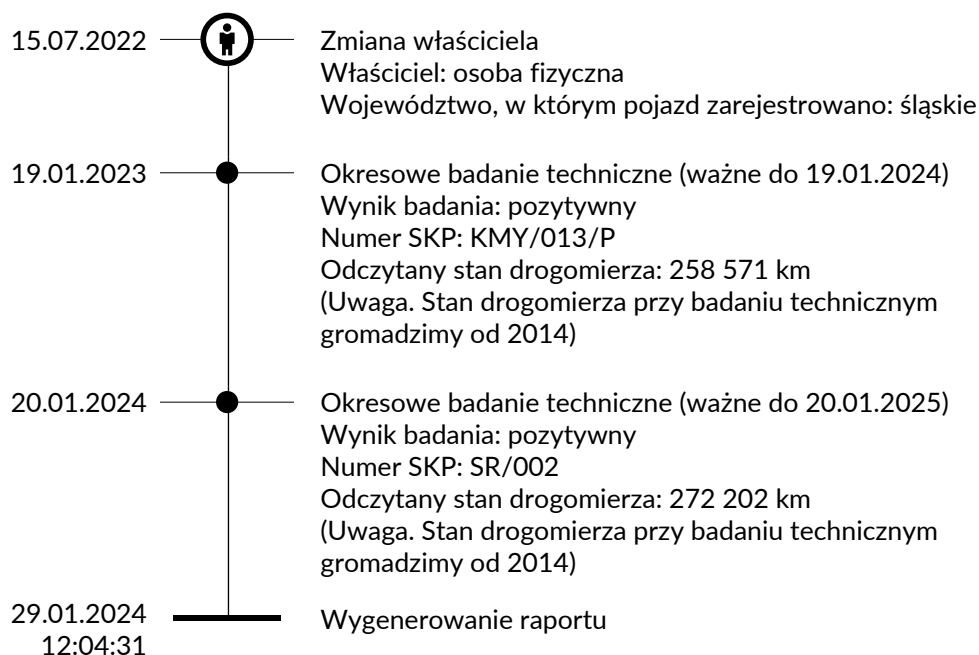 15.07.2022
Zmiana właściciela
Właściciel: osoba fizyczna
Województwo, w którym pojazd zarejestrowano: śląskie
19.01.2023
Okresowe badanie techniczne (ważne do 19.01.2024)
Wynik badania: pozytywny
Numer SKP: KMY/013/P
Odczytany stan drogomierza: 258 571 km
(Uwaga. Stan drogomierza przy badaniu technicznym
gromadzimy od 2014)
20.01.2024
Okresowe badanie techniczne (ważne do 20.01.2025)
Wynik badania: pozytywny
Numer SKP: SR/002
Odczytany stan drogomierza: 272 202 km
(Uwaga. Stan drogomierza przy badaniu technicznym
gromadzimy od 2014)
29.01.2024
12:04:31
Wygenerowanie raportu